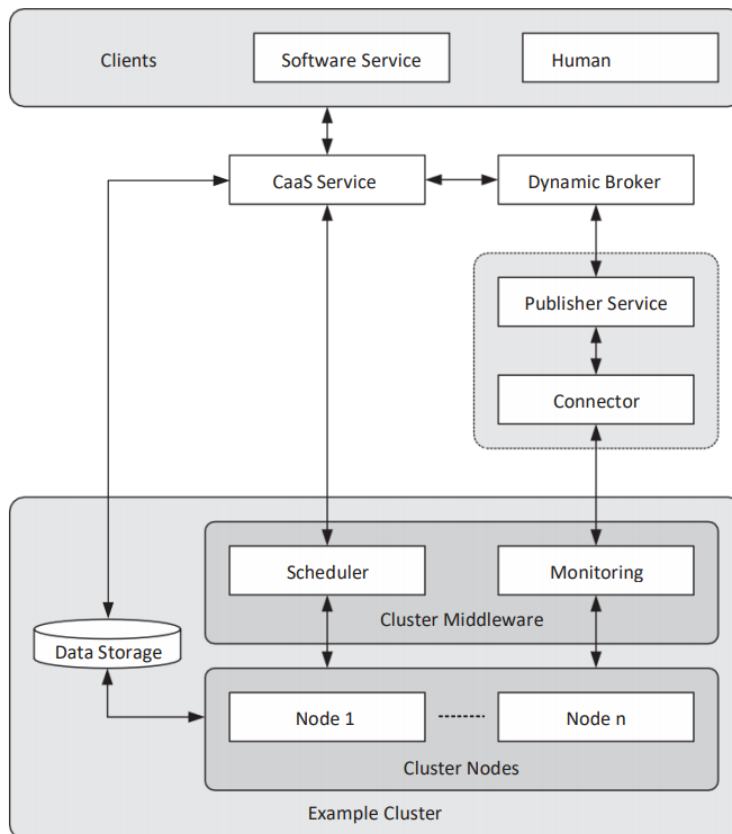 Clients
Software Service
Human
CaaS Service
Dynamic Broker
Publisher Service
Connector
Scheduler
Monitoring
Cluster Middleware
Data Storage
Node 1
Node n
Cluster Nodes
Example Cluster